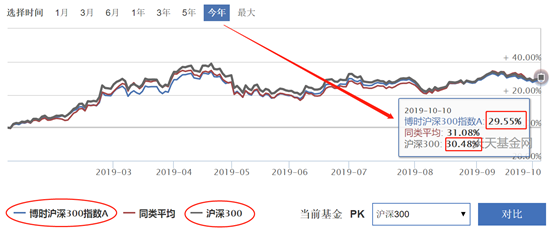 选择时间 1月 3月 6月 1年 3年 5年 今年 最大
+ 40.00%
+ 20.00%
2019-10-10
博时沪深300指数A: 29.55%
同类平均: 31.08%
沪深300: 30.48%
天天基金网
20.00%
2019-03 2019-04 2019-05 2019-06 2019-07 2019-08 2019-09 2019-10
博时沪深300指数A 同类平均 沪深300 当前基金 PK 沪深300 对比